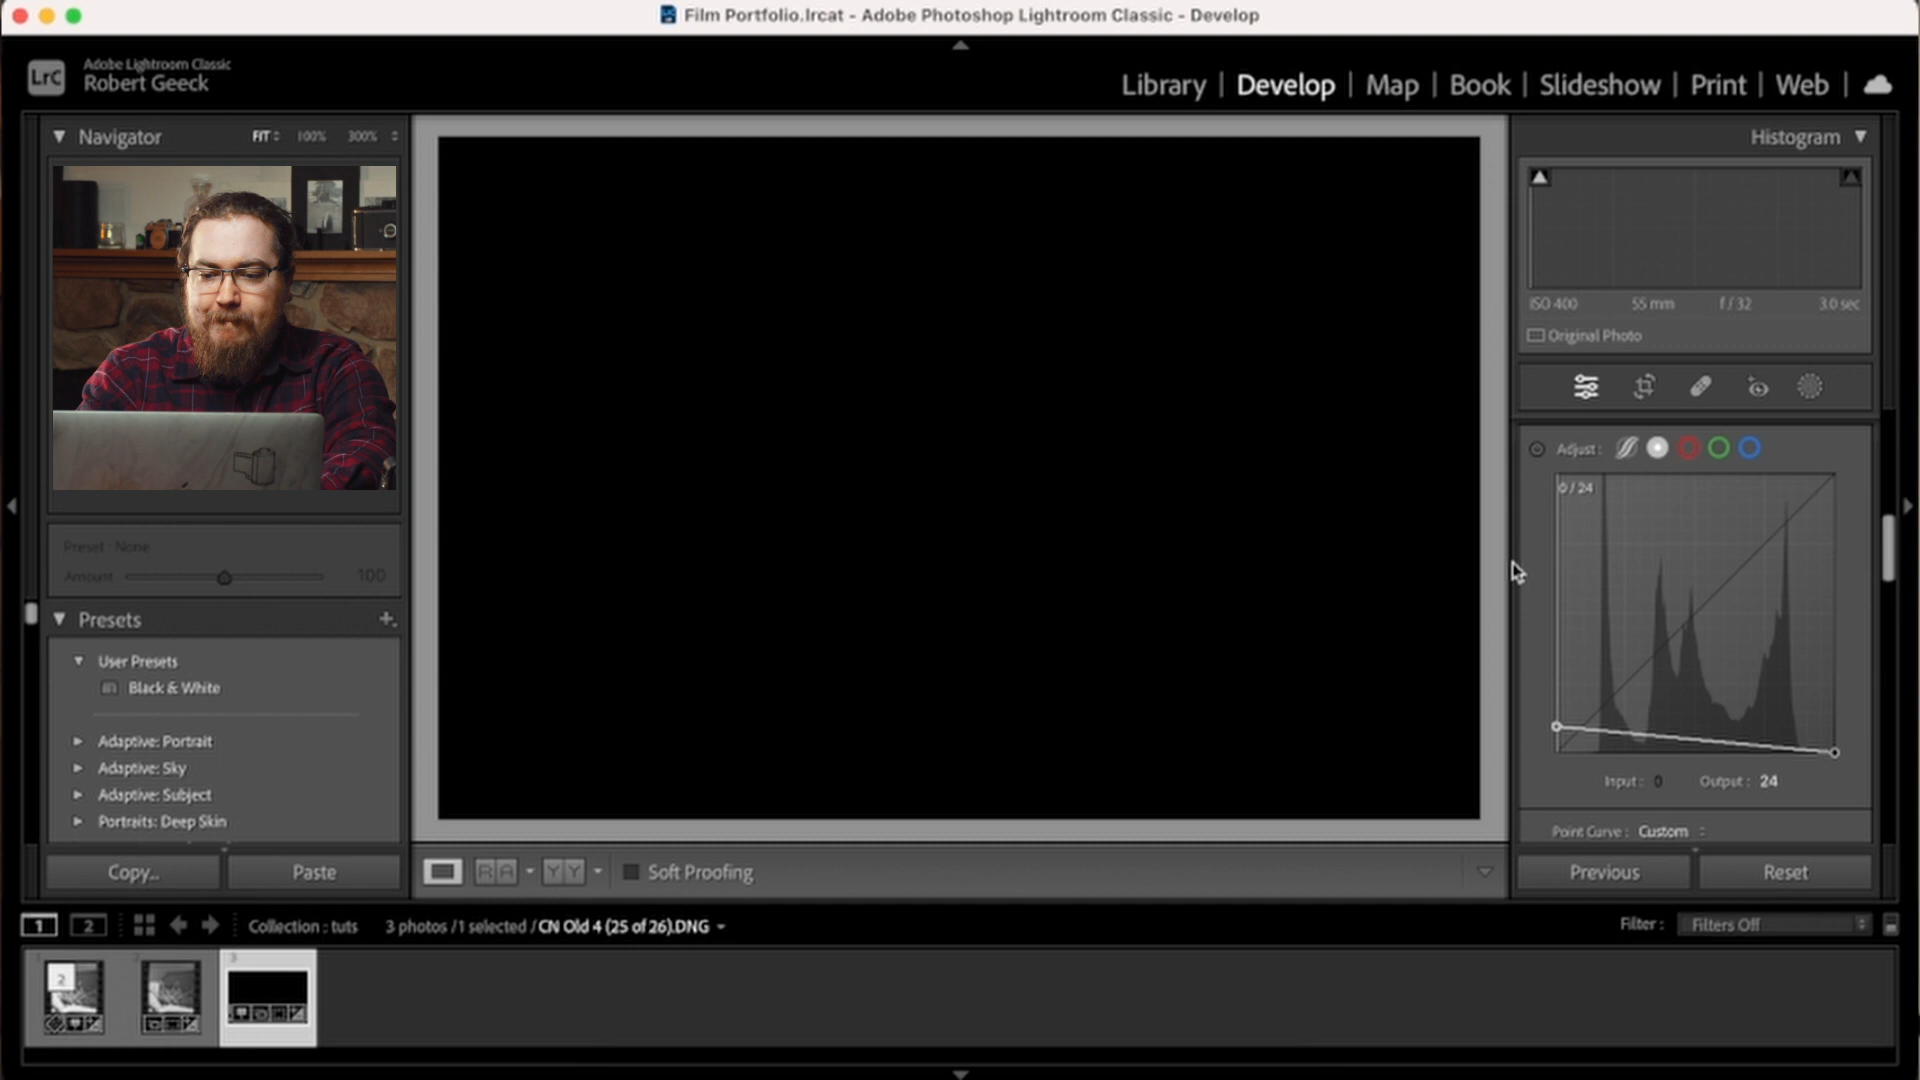 Film Portfolio.lrcat - Adobe Photoshop Lightroom Classic - Develop
LrC
Adobe Lightroom Classic
Robert Geeck
Library | Develop | Map | Book | Slideshow | Print | Web |
Navigator FIT 100% 300%
Histogram
ISO 400 55 mm f / 32 3.0 sec
Original Photo
Adjust :
0 / 24
Input : 0 Output : 24
Point Curve : Custom
Preset : None
Amount 100
Presets
User Presets
Black & White
Adaptive: Portrait
Adaptive: Sky
Adaptive: Subject
Portraits: Deep Skin
Copy... Paste
R A Y Y Soft Proofing
Previous Reset
1 2 Collection : tuts 3 photos / 1 selected / CN Old 4 (25 of 26).DNG
Filter : Filters Off
2
3